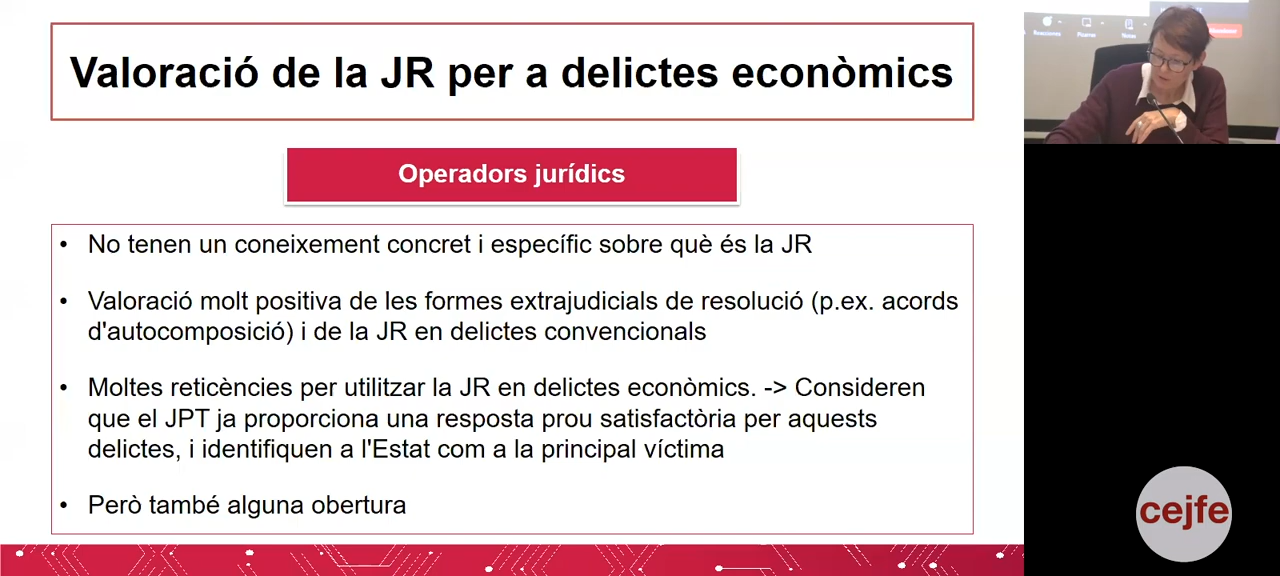 Valoració de la JR per a delictes econòmics
Operadors jurídics
• No tenen un coneixement concret i específic sobre què és la JR
• Valoració molt positiva de les formes extrajudicials de resolució (p.ex. acords
d'autocomposició) i de la JR en delictes convencionals
• Moltes reticències per utilitzar la JR en delictes econòmics. -> Consideren
que el JPT ja proporciona una resposta prou satisfactòria per aquests
delictes, i identifiquen a l'Estat com a la principal víctima
• Però també alguna obertura
Reacciones
Notas
cejfe